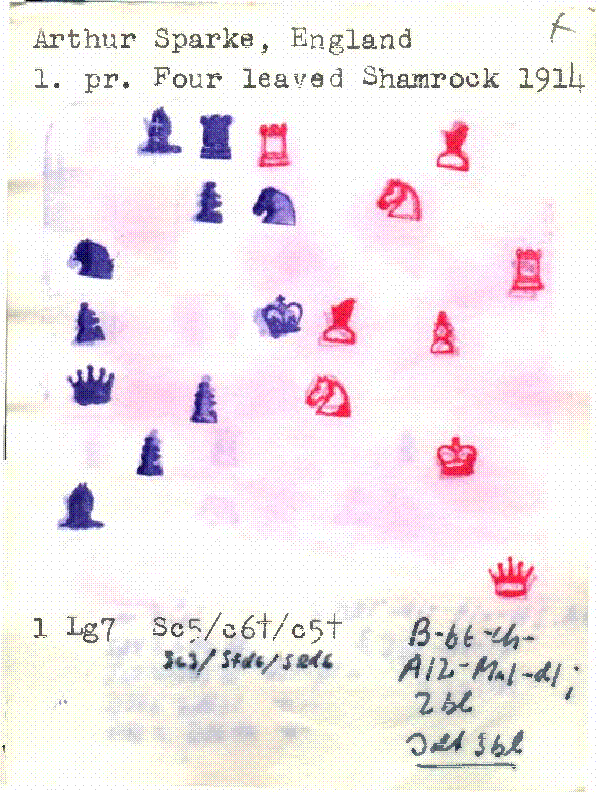 Arthur Sparke, England
1. pr. Four leaved Shamrock 1914
1 Lg7 Sc5/c6†/c5†
Sc3/Sfd6/Sed6
B-bt-ch-
A12-Mal-dl;
2bl
3bl